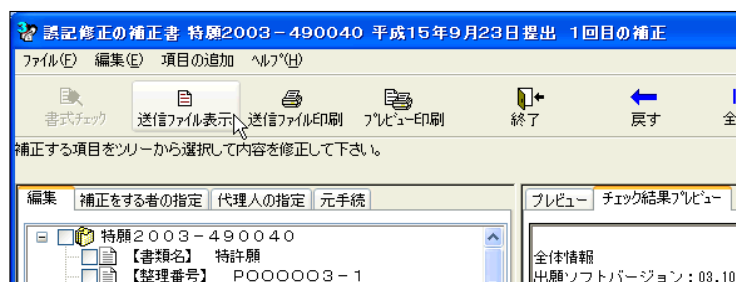 誤記修正の補正書 特願2003－490040 平成15年9月23日提出 1回目の補正
ファイル(F) 編集(E) 項目の追加 ヘルプ(H)
書式チェック 送信ファイル表示 送信ファイル印刷 プレビュー印刷 終了 戻す 全
補正する項目をツリーから選択して内容を修正して下さい。
編集 補正をする者の指定 代理人の指定 元手続 プレビュー チェック結果プレビュー
特願２００３－４９００４０
【書類名】 特許願 全体情報
【整理番号】 Ｐ０００００３－１ 出願ソフトバージョン：03.10